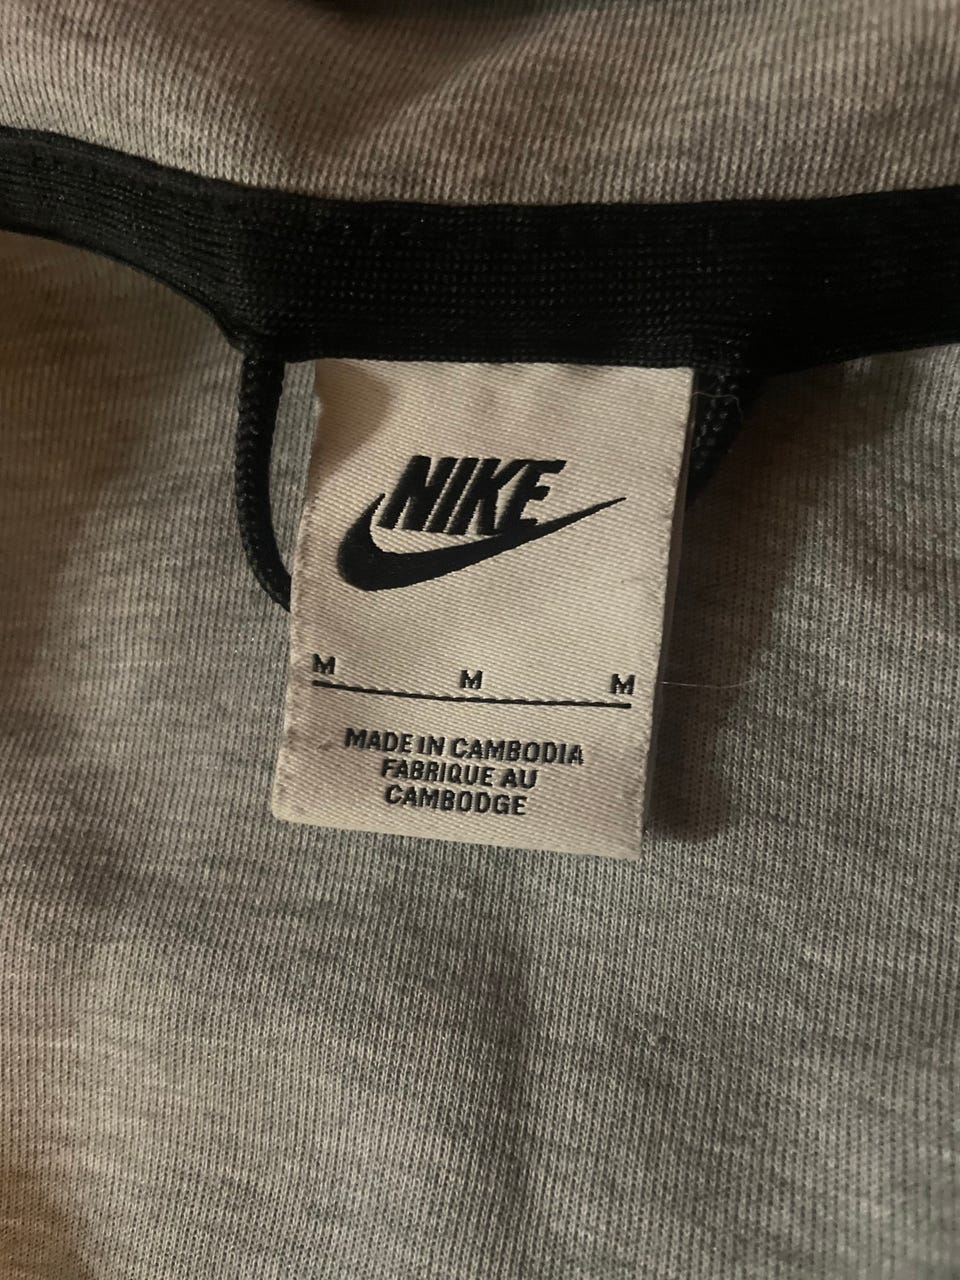 NIKE
M M M
MADE IN CAMBODIA
FABRIQUE AU
CAMBODGE